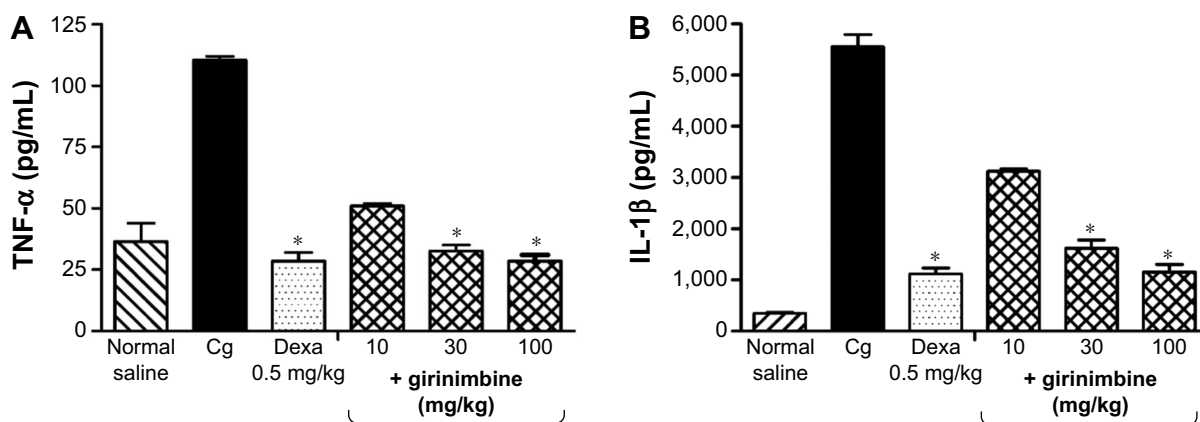 A
TNF-α (pg/mL)
125
100
75
50
25
0
*
*
*
Normal saline
Cg
Dexa 0.5 mg/kg
10
30
100
+ girinimbine
(mg/kg)
B
IL-1β (pg/mL)
6,000
5,000
4,000
3,000
2,000
1,000
0
*
*
*
Normal saline
Cg
Dexa 0.5 mg/kg
10
30
100
+ girinimbine
(mg/kg)